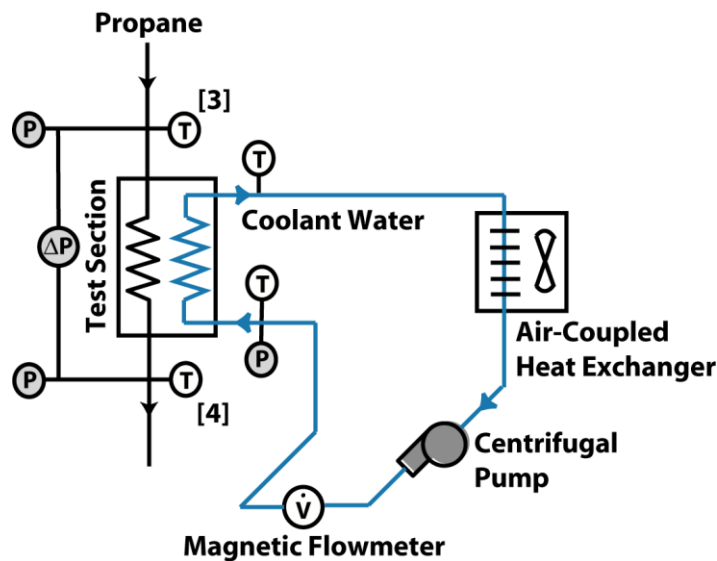 Propane
[3]
P
T
T
Coolant Water
Test Section
ΔP
T
P
Air-Coupled
Heat Exchanger
P
T
[4]
Centrifugal
Pump
V̇
Magnetic Flowmeter